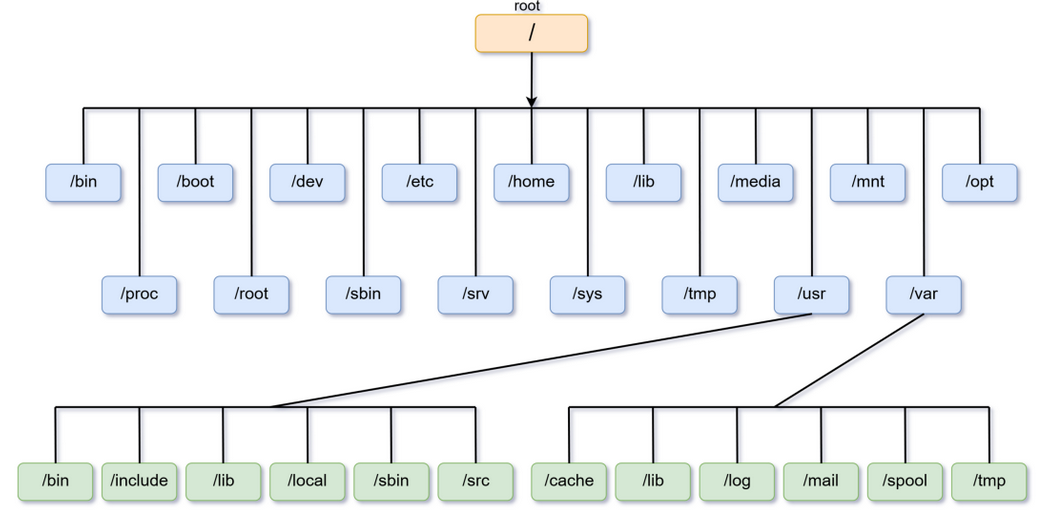 root
/
/bin
/boot
/dev
/etc
/home
/lib
/media
/mnt
/opt
/proc
/root
/sbin
/srv
/sys
/tmp
/usr
/var
/bin
/include
/lib
/local
/sbin
/src
/cache
/lib
/log
/mail
/spool
/tmp